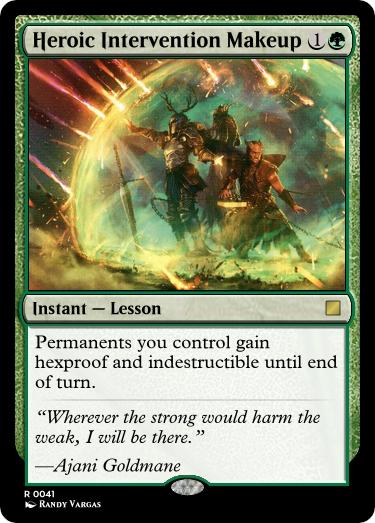 Heroic Intervention Makeup 1
Instant — Lesson
Permanents you control gain
hexproof and indestructible until end
of turn.
“Wherever the strong would harm the
weak, I will be there.”
—Ajani Goldmane
R 0041
Randy Vargas